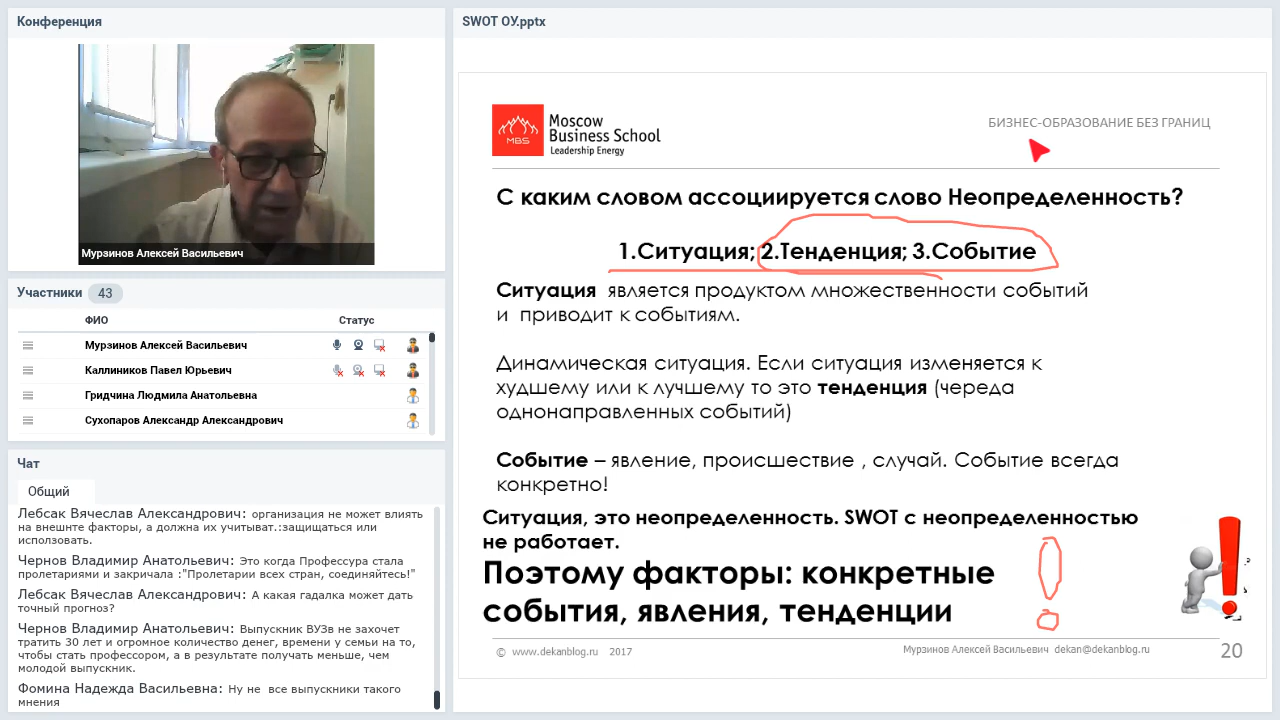 Конференция
Мурзинов Алексей Васильевич
Участники 43
ФИО Статус
Мурзинов Алексей Васильевич
Каллиников Павел Юрьевич
Гридчина Людмила Анатольевна
Сухопаров Александр Александрович
Чат
Общий
Лебсак Вячеслав Александрович: организация не может влиять
на внешнте факторы, а должна их учитыват.:защищаться или
исползовать.
Чернов Владимир Анатольевич: Это когда Профессура стала
пролетариями и закричала :"Пролетарии всех стран, соединяйтесь!"
Лебсак Вячеслав Александрович: А какая гадалка может дать
точный прогноз?
Чернов Владимир Анатольевич: Выпускник ВУЗв не захочет
тратить 30 лет и огромное количество денег, времени у семьи на то,
чтобы стать профессором, а в результате получать меньше, чем
молодой выпускник.
Фомина Надежда Васильевна: Ну не все выпускники такого
мнения
SWOT ОУ.pptx
MBS
Moscow
Business School
Leadership Energy
БИЗНЕС-ОБРАЗОВАНИЕ БЕЗ ГРАНИЦ
С каким словом ассоциируется слово Неопределенность?
1.Ситуация; 2.Тенденция; 3.Событие
Ситуация является продуктом множественности событий
и приводит к событиям.
Динамическая ситуация. Если ситуация изменяется к
худшему или к лучшему то это тенденция (череда
однонаправленных событий)
Событие – явление, происшествие , случай. Событие всегда
конкретно!
Ситуация, это неопределенность. SWOT с неопределенностью
не работает.
Поэтому факторы: конкретные
события, явления, тенденции
© www.dekanblog.ru 2017
Мурзинов Алексей Васильевич dekan@dekanblog.ru
20